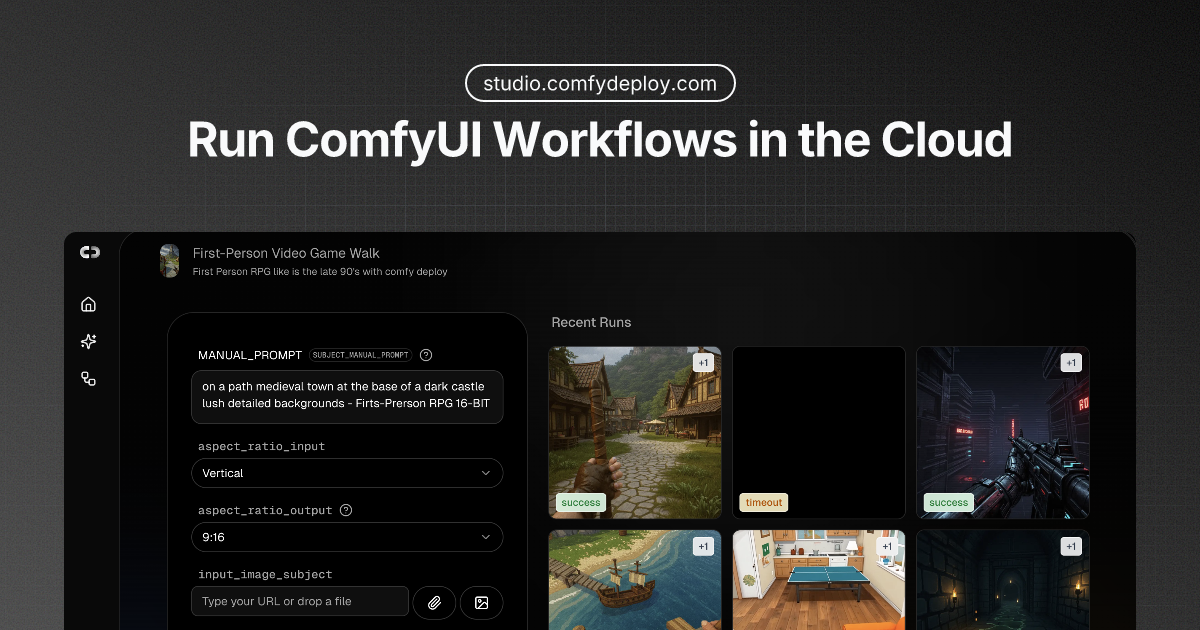 studio.comfydeploy.com
Run ComfyUI Workflows in the Cloud
First-Person Video Game Walk
First Person RPG like is the late 90's with comfy deploy
MANUAL_PROMPT SUBJECT_MANUAL_PROMPT ?
on a path medieval town at the base of a dark castle
lush detailed backgrounds - Firts-Prerson RPG 16-BIT
aspect_ratio_input
Vertical
aspect_ratio_output ?
9:16
input_image_subject
Type your URL or drop a file
Recent Runs
+1
success
timeout
+1
success
+1
+1
+1